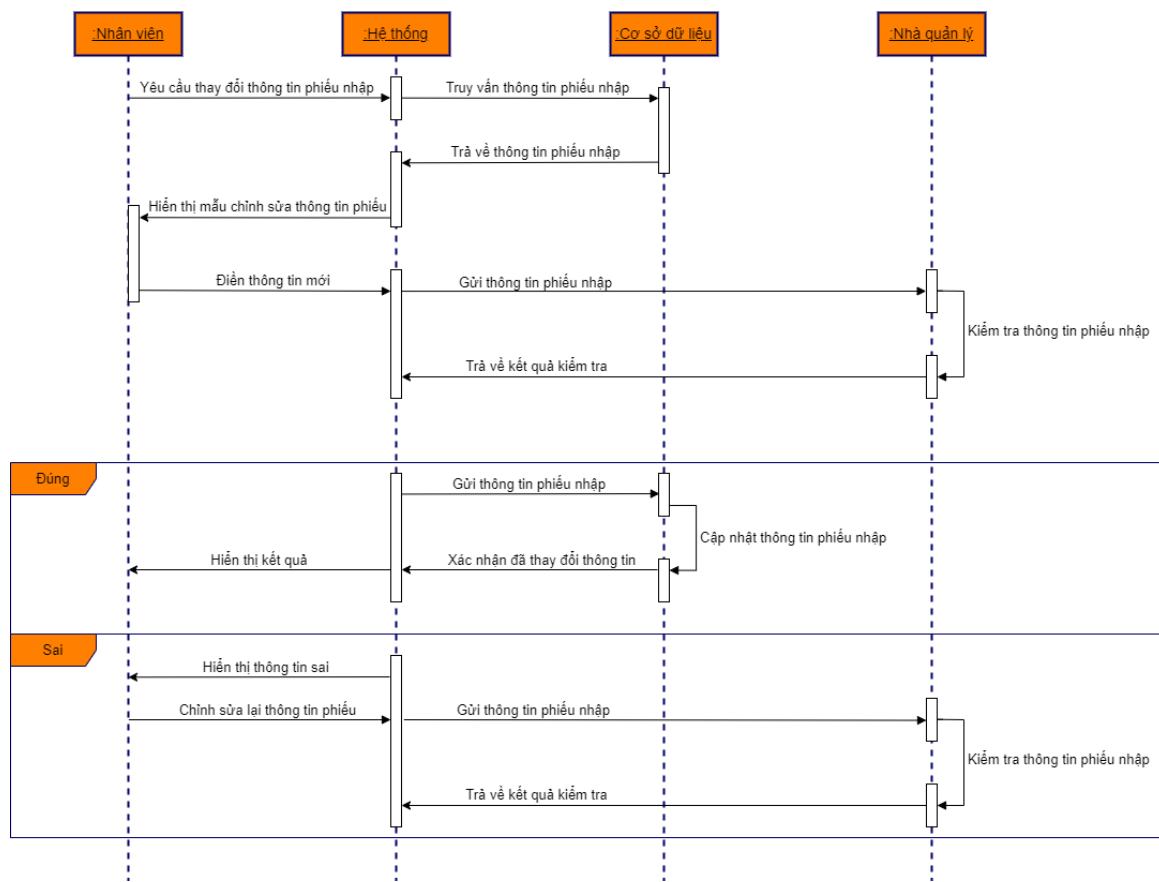 :Nhân viên
:Hệ thống
:Cơ sở dữ liệu
:Nhà quản lý
Yêu cầu thay đổi thông tin phiếu nhập
Truy vấn thông tin phiếu nhập
Trả về thông tin phiếu nhập
Hiển thị mẫu chỉnh sửa thông tin phiếu
Điền thông tin mới
Gửi thông tin phiếu nhập
Kiểm tra thông tin phiếu nhập
Trả về kết quả kiểm tra
Đúng
Gửi thông tin phiếu nhập
Cập nhật thông tin phiếu nhập
Hiển thị kết quả
Xác nhận đã thay đổi thông tin
Sai
Hiển thị thông tin sai
Chỉnh sửa lại thông tin phiếu
Gửi thông tin phiếu nhập
Kiểm tra thông tin phiếu nhập
Trả về kết quả kiểm tra